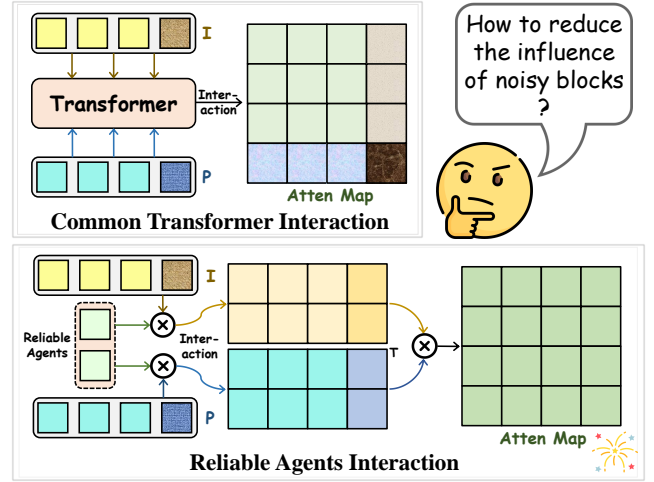 I
Transformer
Inter-
action
P
Atten Map
Common Transformer Interaction
How to reduce
the influence
of noisy blocks
?
I
Reliable
Agents
Inter-
action
T
P
Atten Map
Reliable Agents Interaction